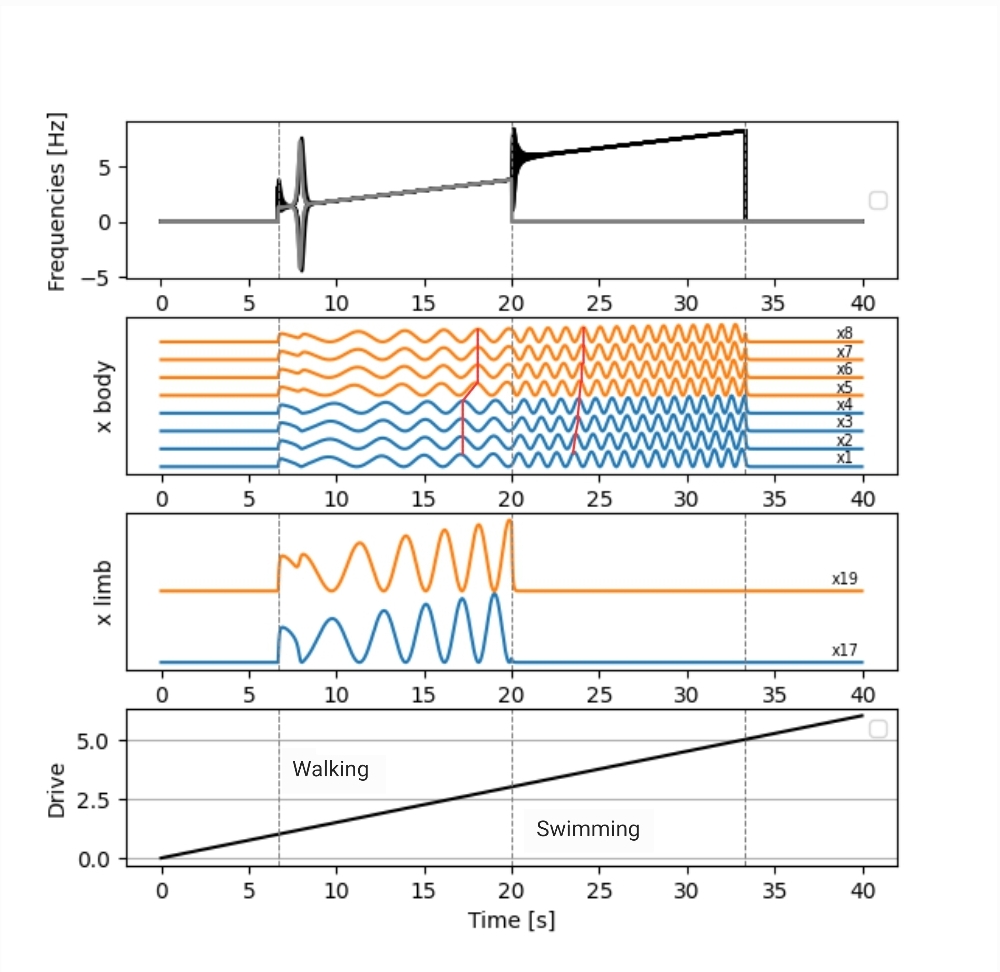 Frequencies [Hz]
5
0
−5
0 5 10 15 20 25 30 35 40
x body
x8
x7
x6
x5
x4
x3
x2
x1
0 5 10 15 20 25 30 35 40
x limb
x19
x17
0 5 10 15 20 25 30 35 40
Drive
5.0
2.5
0.0
Walking
Swimming
0 5 10 15 20 25 30 35 40
Time [s]